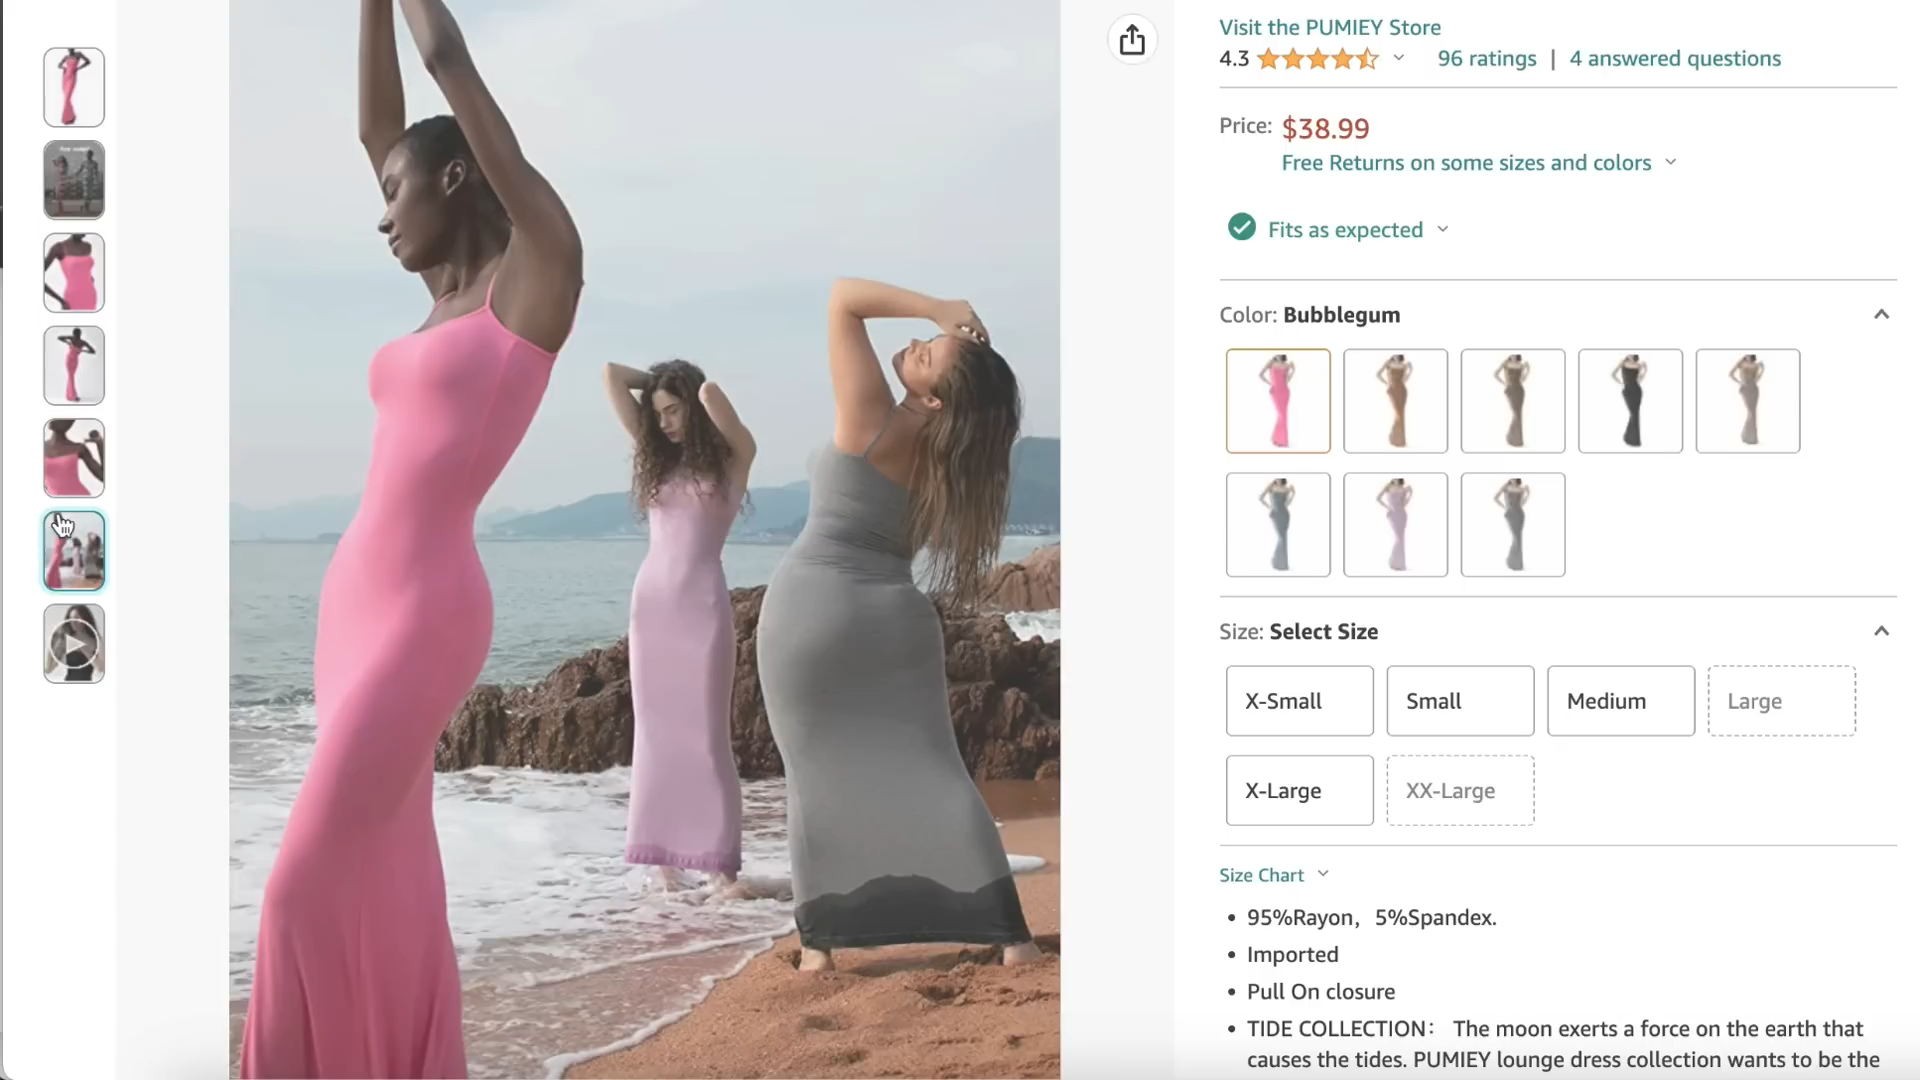 Visit the PUMIEY Store
4.3 96 ratings | 4 answered questions
Price: $38.99
Free Returns on some sizes and colors
Fits as expected
Color: Bubblegum
Size: Select Size
X-Small Small Medium Large
X-Large XX-Large
Size Chart
• 95%Rayon，5%Spandex.
• Imported
• Pull On closure
• TIDE COLLECTION： The moon exerts a force on the earth that
causes the tides. PUMIEY lounge dress collection wants to be the